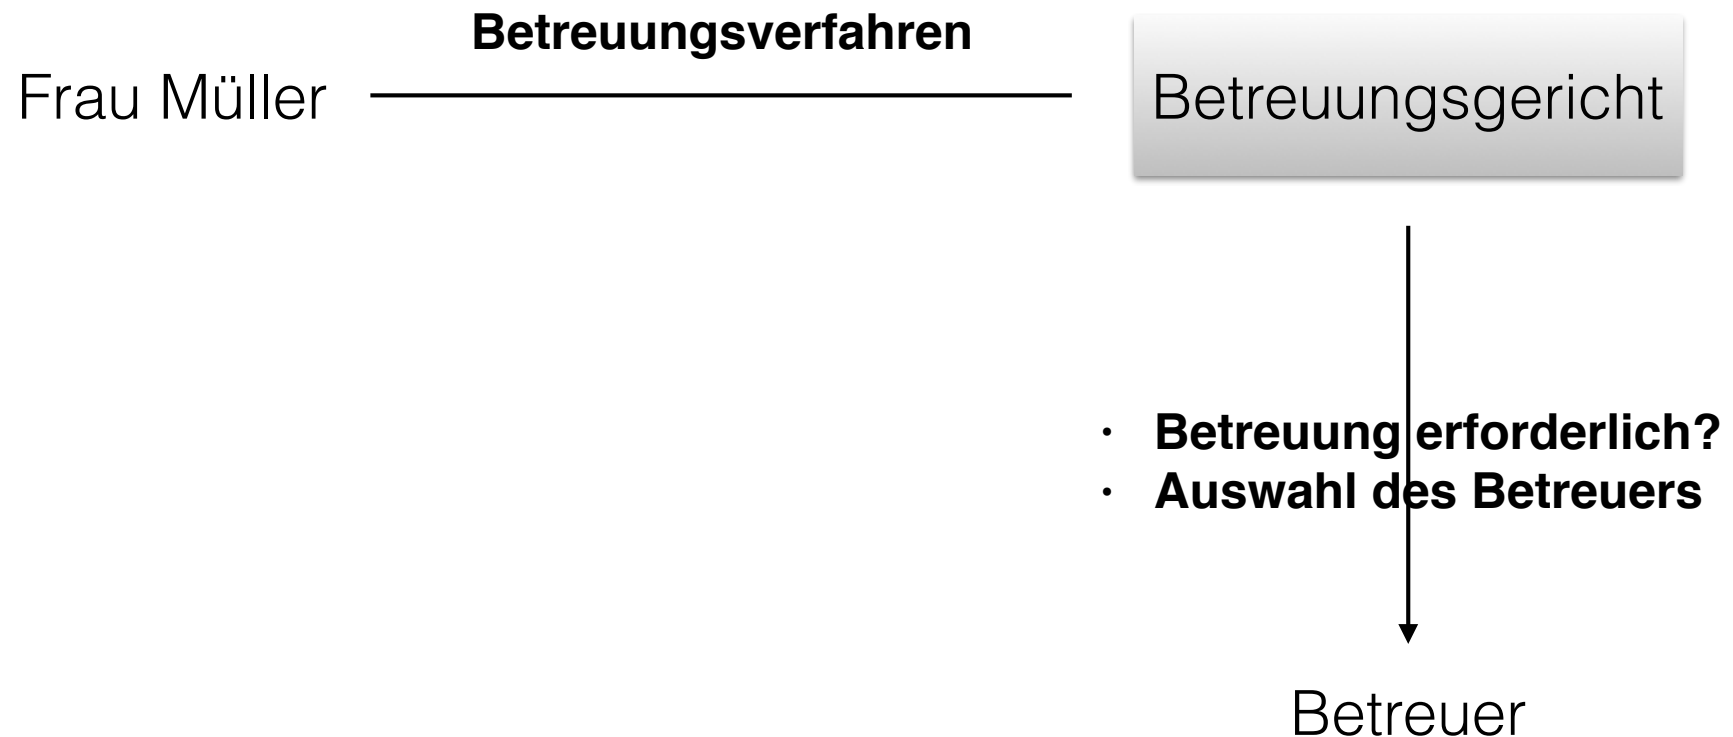 Betreuungsverfahren
Frau Müller
Betreuungsgericht
· Betreuung erforderlich?
· Auswahl des Betreuers
Betreuer